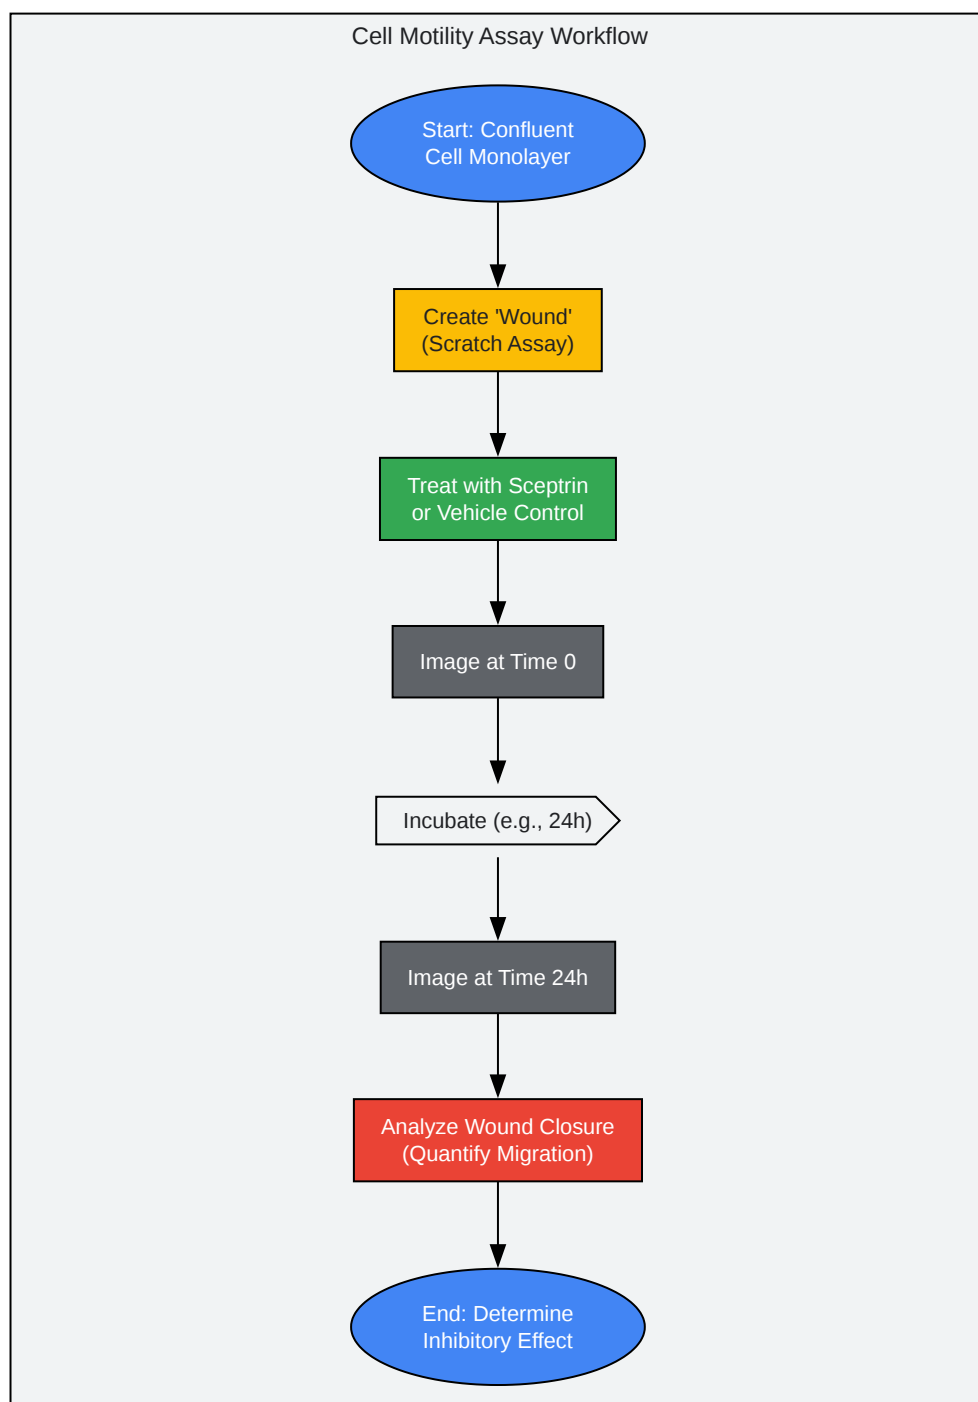 Cell Motility Assay Workflow
Start: Confluent
Cell Monolayer
Create 'Wound'
(Scratch Assay)
Treat with Sceptrin
or Vehicle Control
Image at Time 0
Incubate (e.g., 24h)
Image at Time 24h
Analyze Wound Closure
(Quantify Migration)
End: Determine
Inhibitory Effect